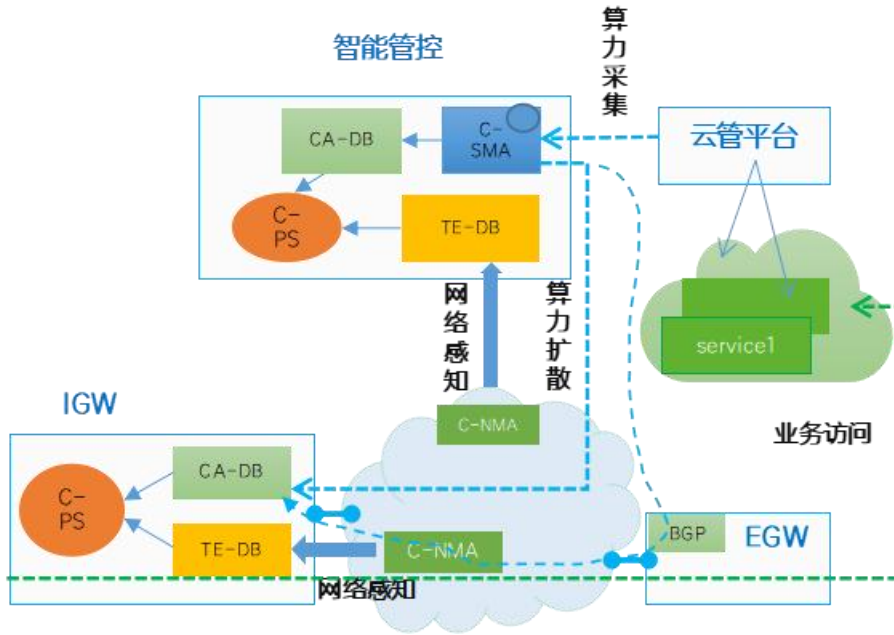 算
力
采
集
智能管控
CA-DB
C-
SMA
云管平台
C-
PS
TE-DB
网
络
感
知
算
力
扩
散
service1
IGW
C-NMA
业务访问
CA-DB
C-
PS
TE-DB
C-NMA
BGP
EGW
网络感知